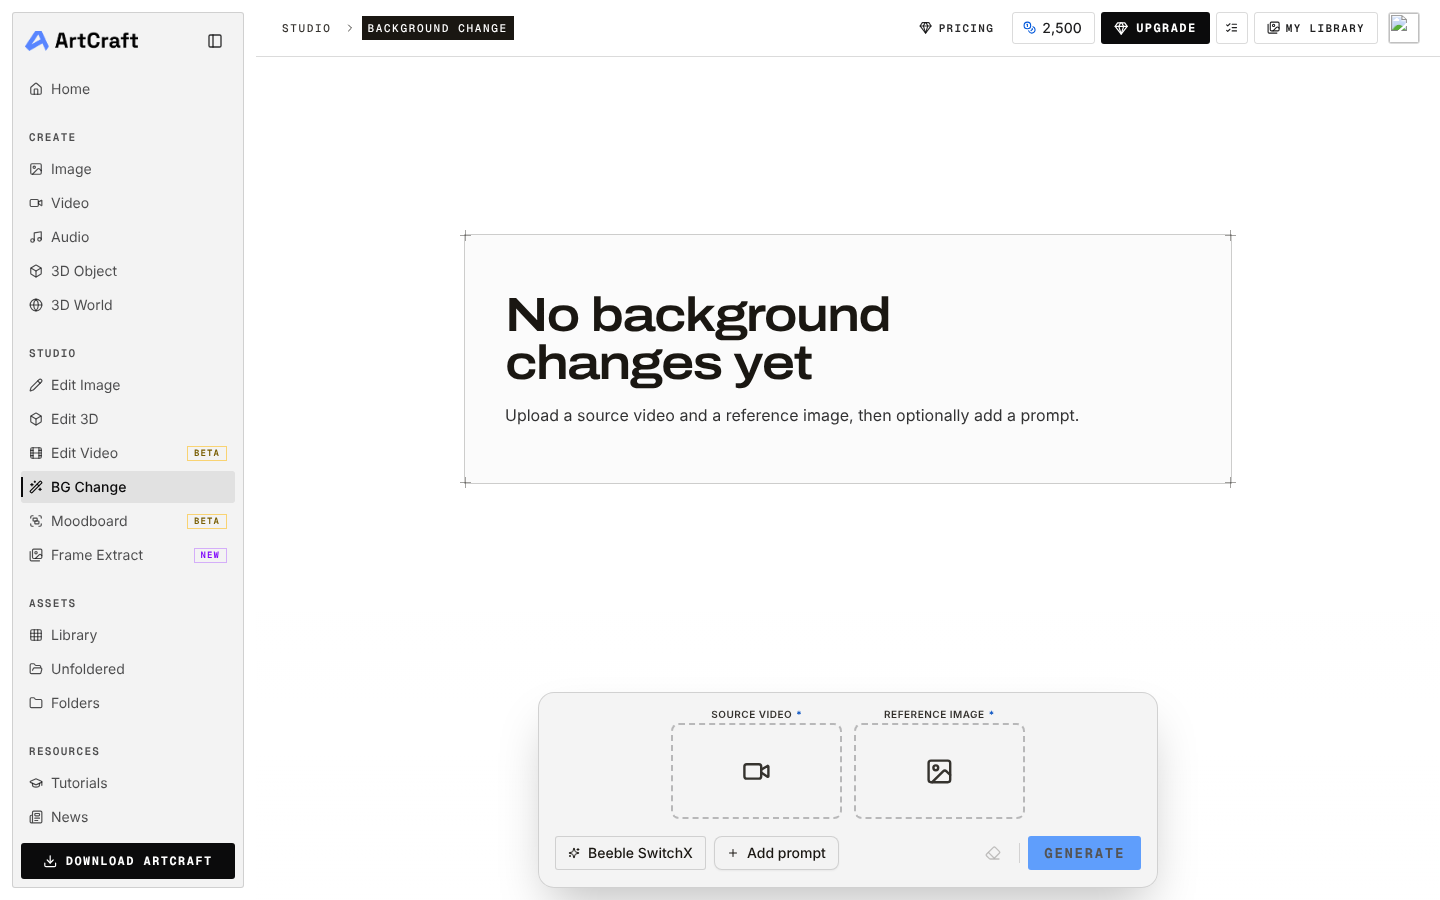 ArtCraft
Home
CREATE
Image
Video
Audio
3D Object
3D World
STUDIO
Edit Image
Edit 3D
Edit Video BETA
BG Change
Moodboard BETA
Frame Extract NEW
ASSETS
Library
Unfoldered
Folders
RESOURCES
Tutorials
News
DOWNLOAD ARTCRAFT
STUDIO > BACKGROUND CHANGE
PRICING
2,500
UPGRADE
MY LIBRARY
No background
changes yet
Upload a source video and a reference image, then optionally add a prompt.
SOURCE VIDEO *
REFERENCE IMAGE *
Beeble SwitchX
+ Add prompt
GENERATE